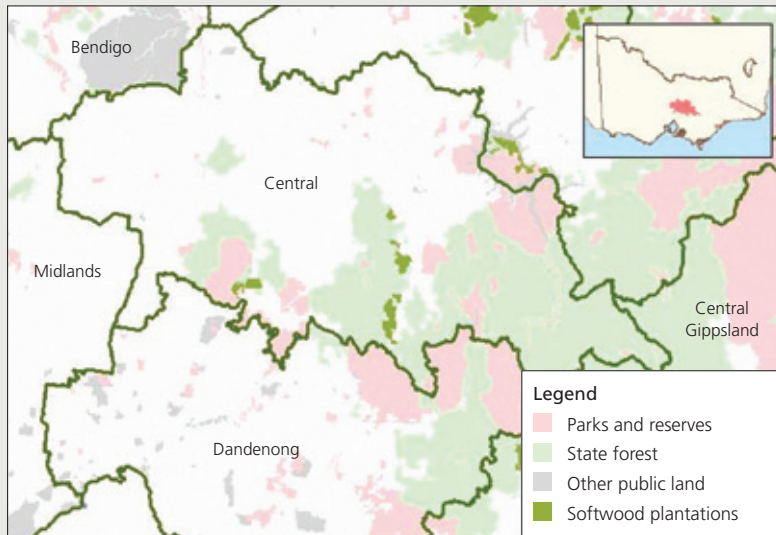 Bendigo
Central
Midlands
Central
Gippsland
Dandenong
Legend
Parks and reserves
State forest
Other public land
Softwood plantations